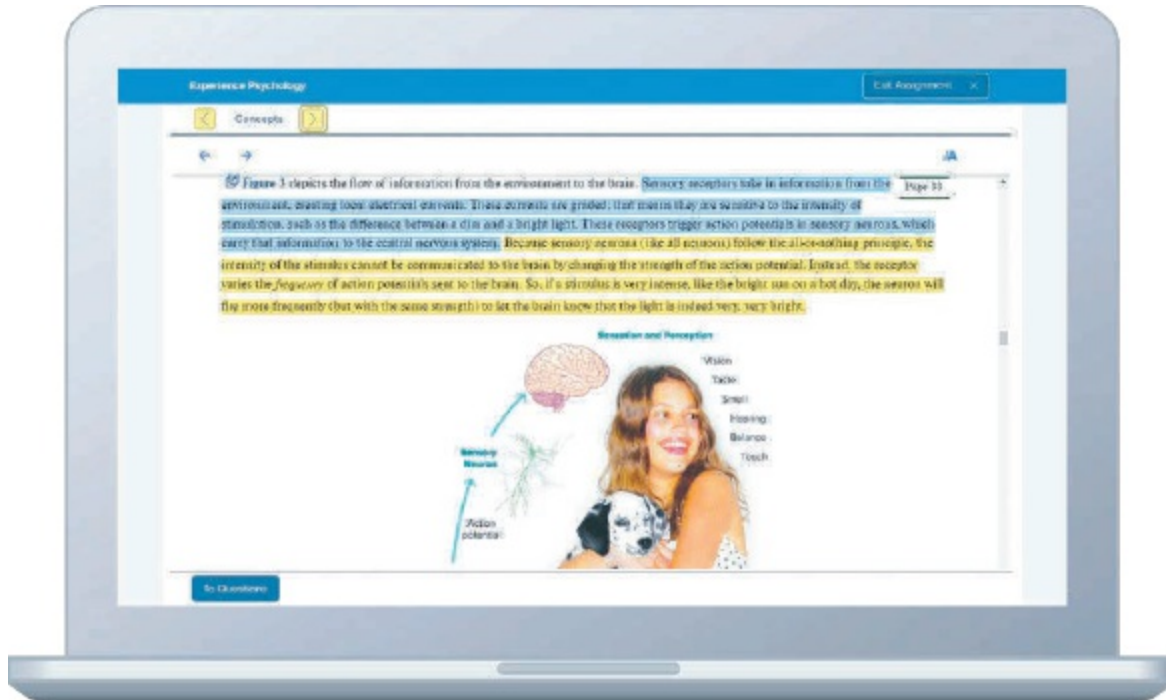 Experience Psychology
Exit Assignment ×
Concepts
A
Figure 3 depicts the flow of information from the environment to the brain. Sensory receptors take in information from the
Page 88
environment, creating local electrical currents. These currents are graded; that means they are sensitive to the intensity of
stimulation, such as the difference between a dim and a bright light. These receptors trigger action potentials in sensory neurons, which
carry that information to the central nervous system. Because sensory neurons (like all neurons) follow the all-or-nothing principle, the
intensity of the stimulus cannot be communicated to the brain by changing the strength of the action potential. Instead, the receptor
varies the frequency of action potentials sent to the brain. So, if a stimulus is very intense, like the bright sun on a hot day, the neuron will
fire more frequently (but with the same strength) to let the brain know that the light is indeed very, very bright.
Sensation and Perception
Vision
Taste
Smell
Hearing
Balance
Touch
Sensory
Neuron
Action
potential
To Questions